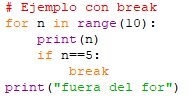 # Ejemplo con break
for n in range(10):
    print(n)
    if n==5:
        break
print("fuera del for")